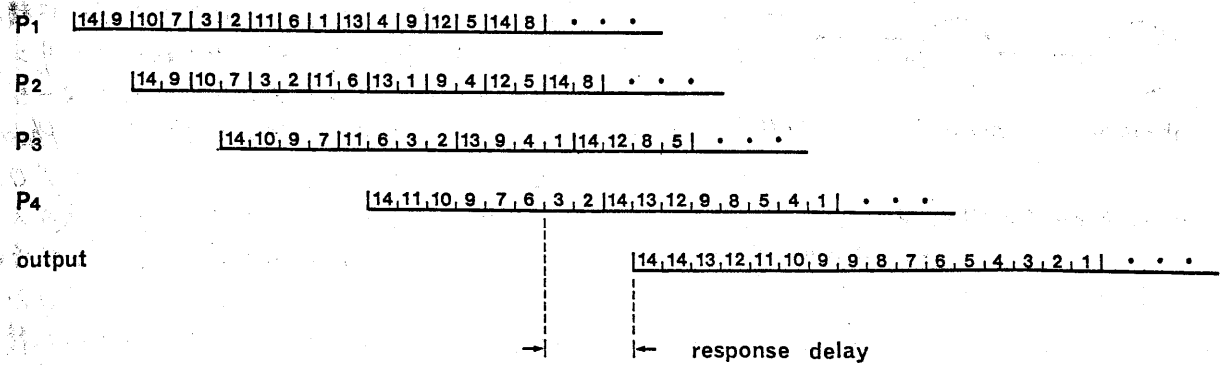 P1 |14|9|10|7|3|2|11|6|1|13|4|9|12|5|14|8| • • •
P2 |14,9|10,7|3,2|11,6|13,1|9,4|12,5|14,8| • • •
P3 |14,10,9,7|11,6,3,2|13,9,4,1|14,12,8,5| • • •
P4 |14,11,10,9,7,6,3,2|14,13,12,9,8,5,4,1| • • •
output |14,14,13,12,11,10,9,9,8,7,6,5,4,3,2,1| • • •
response delay